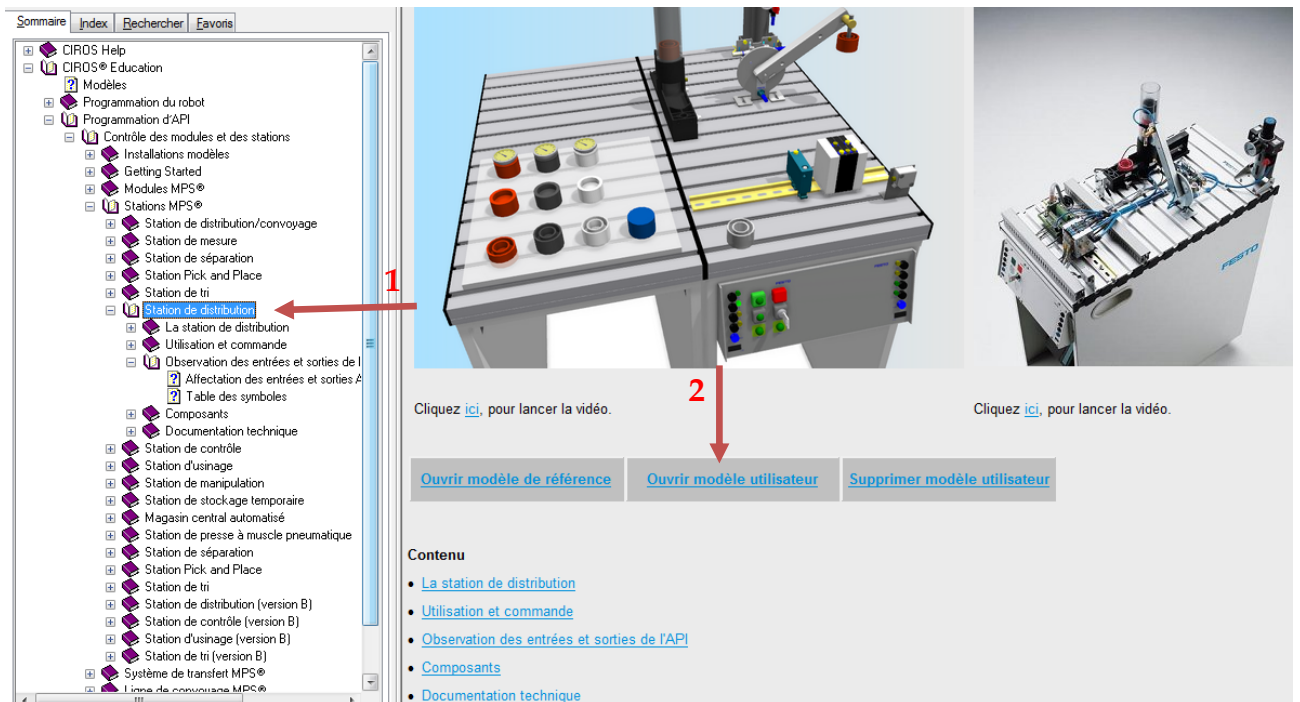 Sommaire Index Rechercher Favoris
CIROS Help
CIROS® Education
Modèles
Programmation du robot
Programmation d'API
Contrôle des modules et des stations
Installations modèles
Getting Started
Modules MPS®
Stations MPS®
Station de distribution/convoyage
Station de mesure
Station de séparation
Station Pick and Place
Station de tri
Station de distribution
La station de distribution
Utilisation et commande
Observation des entrées et sorties de l
Affectation des entrées et sorties A
Table des symboles
Composants
Documentation technique
Station de contrôle
Station d'usinage
Station de manipulation
Station de stockage temporaire
Magasin central automatisé
Station de presse à muscle pneumatique
Station de séparation
Station Pick and Place
Station de tri
Station de distribution (version B)
Station de contrôle (version B)
Station d'usinage (version B)
Station de tri (version B)
Système de transfert MPS®
Ligne de convoyage MPS®
1
FESTO
2
Cliquez ici, pour lancer la vidéo.
Cliquez ici, pour lancer la vidéo.
Ouvrir modèle de référence Ouvrir modèle utilisateur Supprimer modèle utilisateur
Contenu
• La station de distribution
• Utilisation et commande
• Observation des entrées et sorties de l'API
• Composants
• Documentation technique